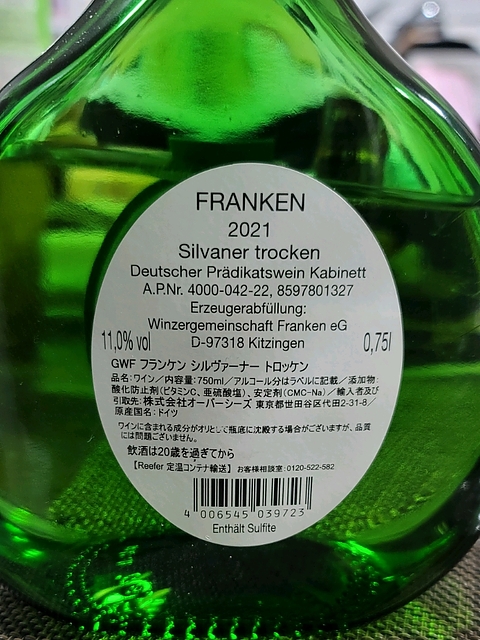 FRANKEN
2021
Silvaner trocken
Deutscher Prädikatswein Kabinett
A.P.Nr. 4000-042-22, 8597801327
Erzeugerabfüllung:
Winzergemeinschaft Franken eG
11,0% vol D-97318 Kitzingen 0,75l
GWF フランケン シルヴァーナー トロッケン
品名:ワイン/内容量:750ml/アルコール分はラベルに記載/添加物:
酸化防止剤(ビタミンC、亜硫酸塩)、安定剤(CMC-Na)/輸入者及び
引取先:株式会社オーバーシーズ 東京都世田谷区代田2-31-8/
原産国名:ドイツ
ワインに含まれる成分がオリとして瓶底に沈殿する場合がございますが、品質
には問題ございません。
飲酒は20歳を過ぎてから
【Reefer 定温コンテナ輸送】 お客様相談室:0120-522-582
4 006545 039723
Enthält Sulfite